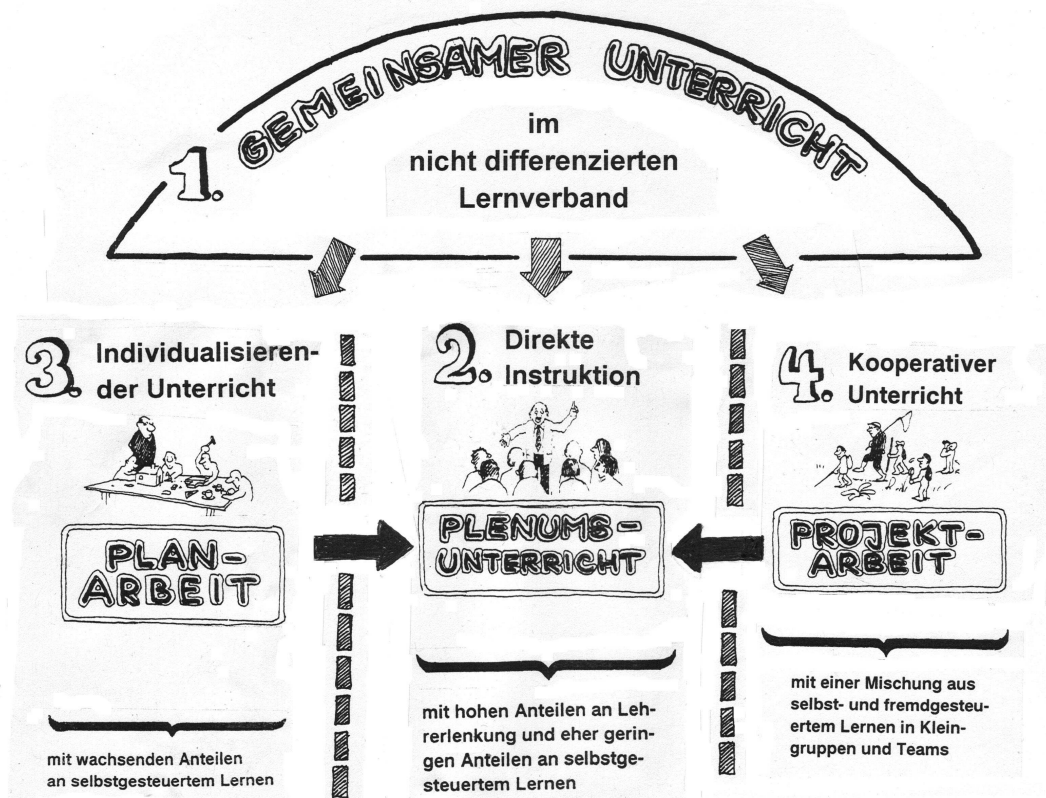 1. GEMEINSAMER UNTERRICHT
im
nicht differenzierten
Lernverband
3. Individualisieren-
der Unterricht
PLAN-
ARBEIT
mit wachsenden Anteilen
an selbstgesteuertem Lernen
2. Direkte
Instruktion
PLENUMS-
UNTERRICHT
mit hohen Anteilen an Leh-
rerlenkung und eher gerin-
gen Anteilen an selbstge-
steuertem Lernen
4. Kooperativer
Unterricht
PROJEKT-
ARBEIT
mit einer Mischung aus
selbst- und fremdgesteu-
ertem Lernen in Klein-
gruppen und Teams